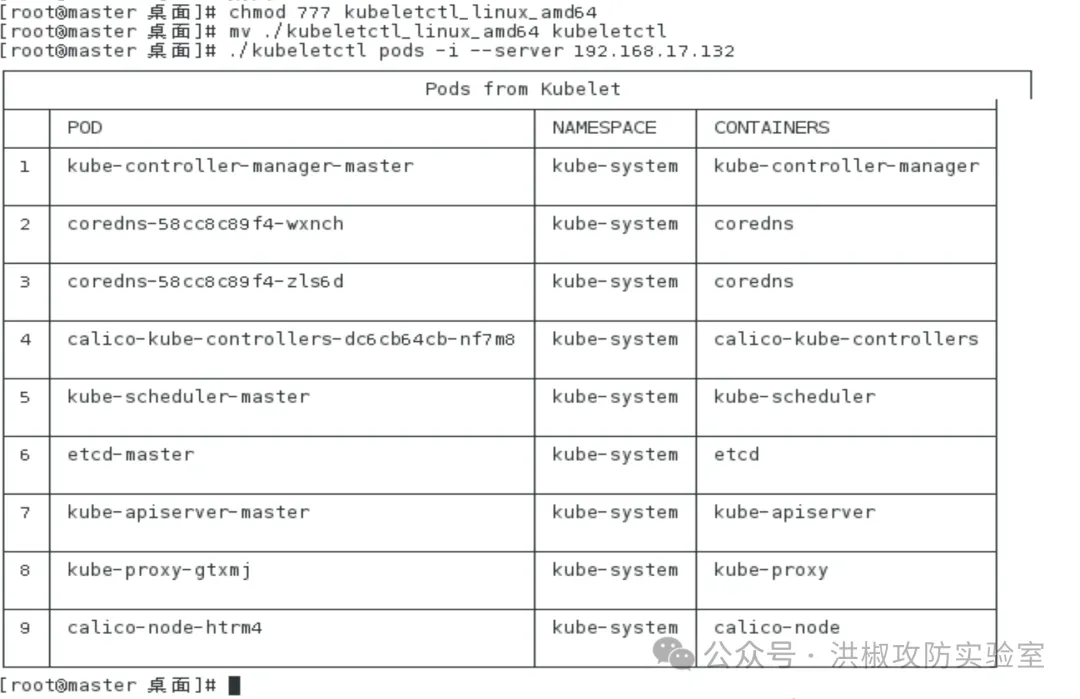 [root@master 桌面]# chmod 777 kubeletctl_linux_amd64
[root@master 桌面]# mv ./kubeletctl_linux_amd64 kubeletctl
[root@master 桌面]# ./kubeletctl pods -i --server 192.168.17.132
Pods from Kubelet
POD NAMESPACE CONTAINERS
1 kube-controller-manager-master kube-system kube-controller-manager
2 coredns-58cc8c89f4-wxnch kube-system coredns
3 coredns-58cc8c89f4-zls6d kube-system coredns
4 calico-kube-controllers-dc6cb64cb-nf7m8 kube-system calico-kube-controllers
5 kube-scheduler-master kube-system kube-scheduler
6 etcd-master kube-system etcd
7 kube-apiserver-master kube-system kube-apiserver
8 kube-proxy-gtxmj kube-system kube-proxy
9 calico-node-htrm4 kube-system calico-node
公众号 · 洪椒攻防实验室
[root@master 桌面]#